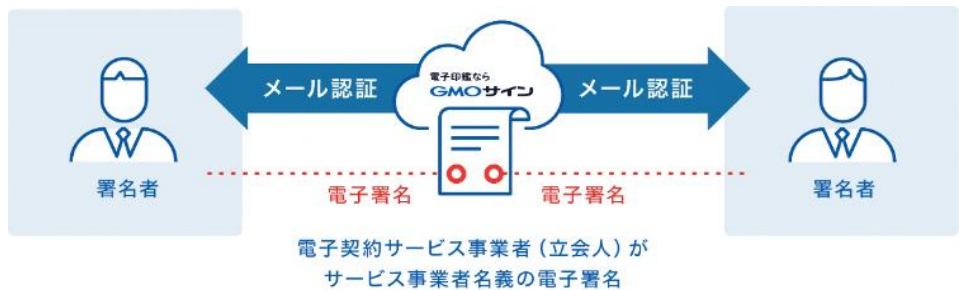 メール認証
電子印鑑なら
GMOサイン
メール認証
署名者
電子署名
電子署名
署名者
電子契約サービス事業者（立会人）が
サービス事業者名義の電子署名